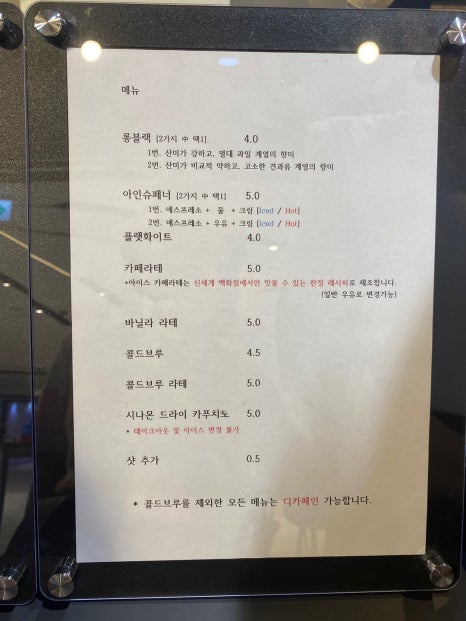 메뉴
롱블랙 [2가지 中 택1] 4.0
1번. 산미가 강하고, 열대 과일 계열의 향미
2번. 산미가 비교적 약하고, 고소한 견과류 계열의 향미
아인슈페너 [2가지 中 택1] 5.0
1번. 에스프레소 + 물 + 크림 [Iced / Hot]
2번. 에스프레소 + 우유 + 크림 [Iced / Hot]
플랫화이트 4.0
카페라테 5.0
*아이스 카페라테는 신세계 백화점에서만 맛볼 수 있는 한정 레시피로 제조합니다.
(일반 우유로 변경가능)
바닐라 라테 5.0
콜드브루 4.5
콜드브루 라테 5.0
시나몬 드라이 카푸치노 5.0
* 테이크아웃 및 아이스 변경 불가
샷 추가 0.5
* 콜드브루를 제외한 모든 메뉴는 디카페인 가능합니다.